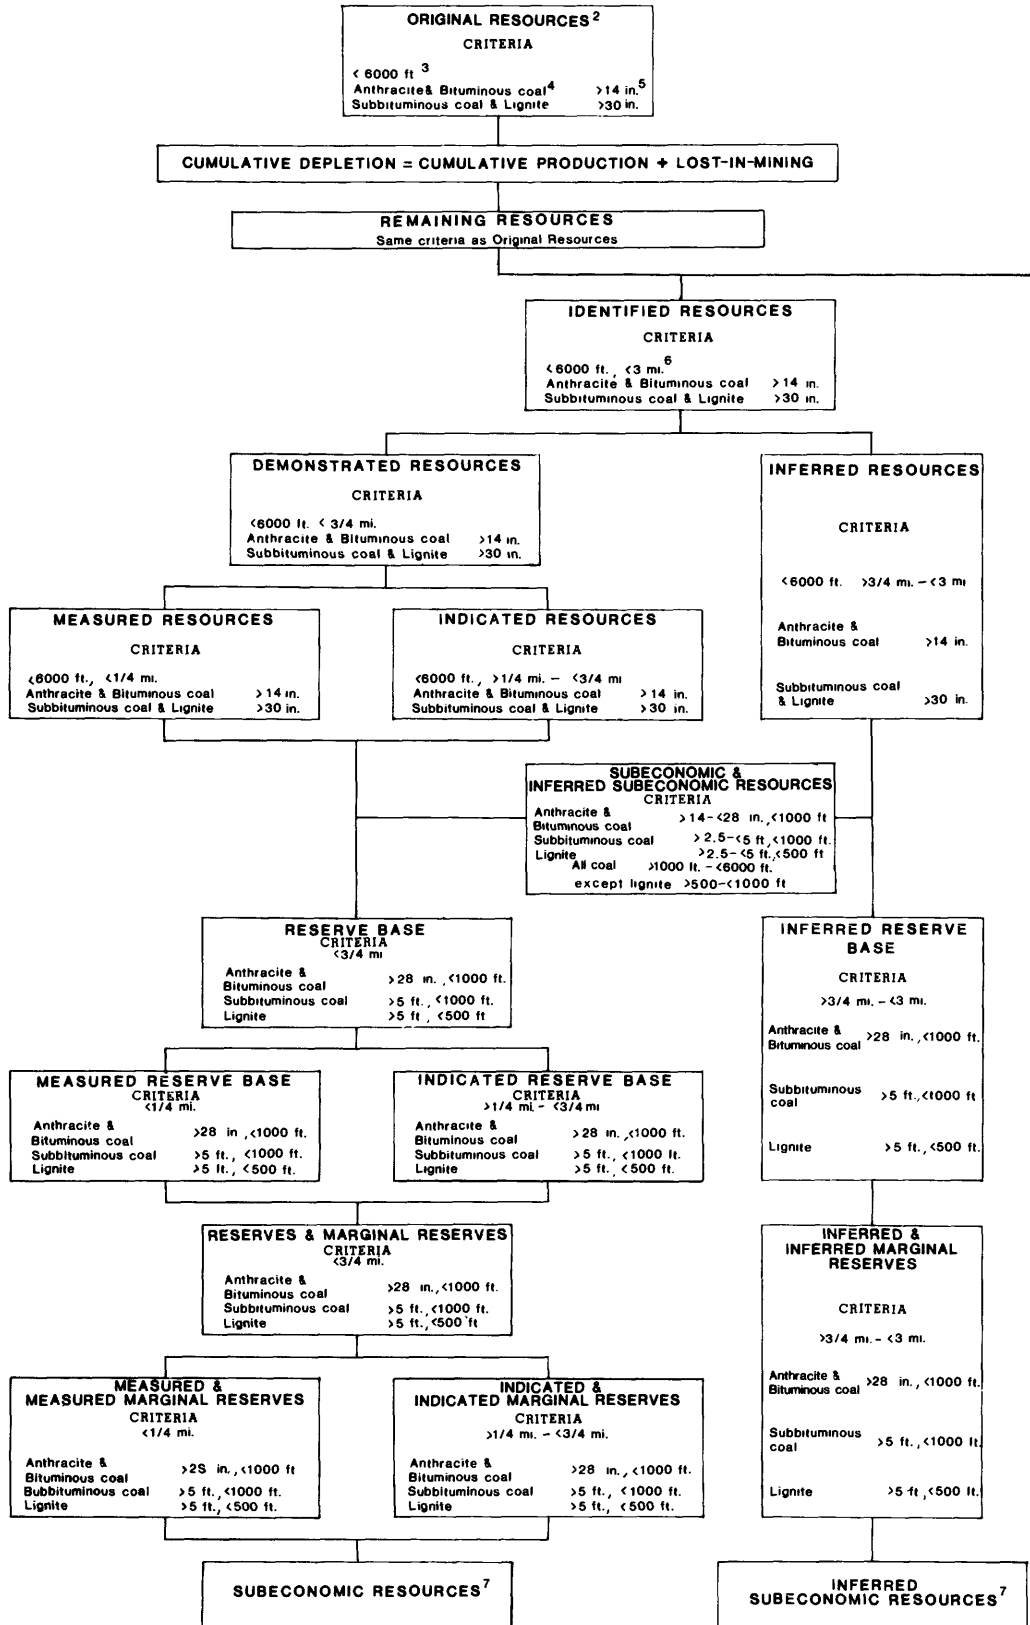 ORIGINAL RESOURCES²
CRITERIA
< 6000 ft ³
Anthracite& Bituminous coal⁴ >14 in.⁵
Subbituminous coal & Lignite >30 in.
CUMULATIVE DEPLETION = CUMULATIVE PRODUCTION + LOST-IN-MINING
REMAINING RESOURCES
Same criteria as Original Resources
IDENTIFIED RESOURCES
CRITERIA
<6000 ft., <3 mi.⁶
Anthracite & Bituminous coal >14 in.
Subbituminous coal & Lignite >30 in.
DEMONSTRATED RESOURCES
CRITERIA
<6000 ft. < 3/4 mi.
Anthracite & Bituminous coal >14 in.
Subbituminous coal & Lignite >30 in.
INFERRED RESOURCES
CRITERIA
<6000 ft. >3/4 mi. - <3 mi
Anthracite &
Bituminous coal >14 in.
Subbituminous coal
& Lignite >30 in.
MEASURED RESOURCES
CRITERIA
<6000 ft., <1/4 mi.
Anthracite & Bituminous coal >14 in.
Subbituminous coal & Lignite >30 in.
INDICATED RESOURCES
CRITERIA
<6000 ft., >1/4 mi. - <3/4 mi
Anthracite & Bituminous coal >14 in.
Subbituminous coal & Lignite >30 in.
SUBECONOMIC &
INFERRED SUBECONOMIC RESOURCES
CRITERIA
Anthracite &
Bituminous coal >14-<28 in.,<1000 ft
Subbituminous coal >2.5-<5 ft,<1000 ft.
Lignite >2.5-<5 ft.,<500 ft
All coal >1000 ft.-<6000 ft.
except lignite >500-<1000 ft
RESERVE BASE
CRITERIA
<3/4 mi
Anthracite &
Bituminous coal >28 in.,<1000 ft.
Subbituminous coal >5 ft., <1000 ft.
Lignite >5 ft , <500 ft
INFERRED RESERVE
BASE
CRITERIA
>3/4 mi. - <3 mi.
Anthracite &
Bituminous coal >28 in.,<1000 ft.
Subbituminous
coal >5 ft.,<1000 ft
Lignite >5 ft.,<500 ft.
MEASURED RESERVE BASE
CRITERIA
<1/4 mi.
Anthracite &
Bituminous coal >28 in ,<1000 ft.
Subbituminous coal >5 ft., <1000 ft.
Lignite >5 ft., <500 ft.
INDICATED RESERVE BASE
CRITERIA
>1/4 mi. - <3/4 mi
Anthracite &
Bituminous coal >28 in.,<1000 ft.
Subbituminous coal >5 ft., <1000 ft.
Lignite >5 ft., <500 ft.
RESERVES & MARGINAL RESERVES
CRITERIA
<3/4 mi.
Anthracite &
Bituminous coal >28 in.,<1000 ft.
Subbituminous coal >5 ft., <1000 ft.
Lignite >5 ft., <500 ft
INFERRED &
INFERRED MARGINAL
RESERVES
CRITERIA
>3/4 mi. - <3 mi.
Anthracite &
Bituminous coal >28 in.,<1000 ft.
Subbituminous
coal >5 ft.,<1000 ft.
Lignite >5 ft ,<500 ft.
MEASURED &
MEASURED MARGINAL RESERVES
CRITERIA
<1/4 mi.
Anthracite &
Bituminous coal >2S in.,<1000 ft
Bubbituminous coal >5 ft.,<1000 ft.
Lignite >5 ft.,<500 ft.
INDICATED &
INDICATED MARGINAL RESERVES
CRITERIA
>1/4 mi. - <3/4 mi.
Anthracite &
Bituminous coal >28 in.,<1000 ft.
Subbituminous coal >5 ft., <1000 ft.
Lignite >5 ft., <500 ft.
SUBECONOMIC RESOURCES⁷
INFERRED
SUBECONOMIC RESOURCES⁷